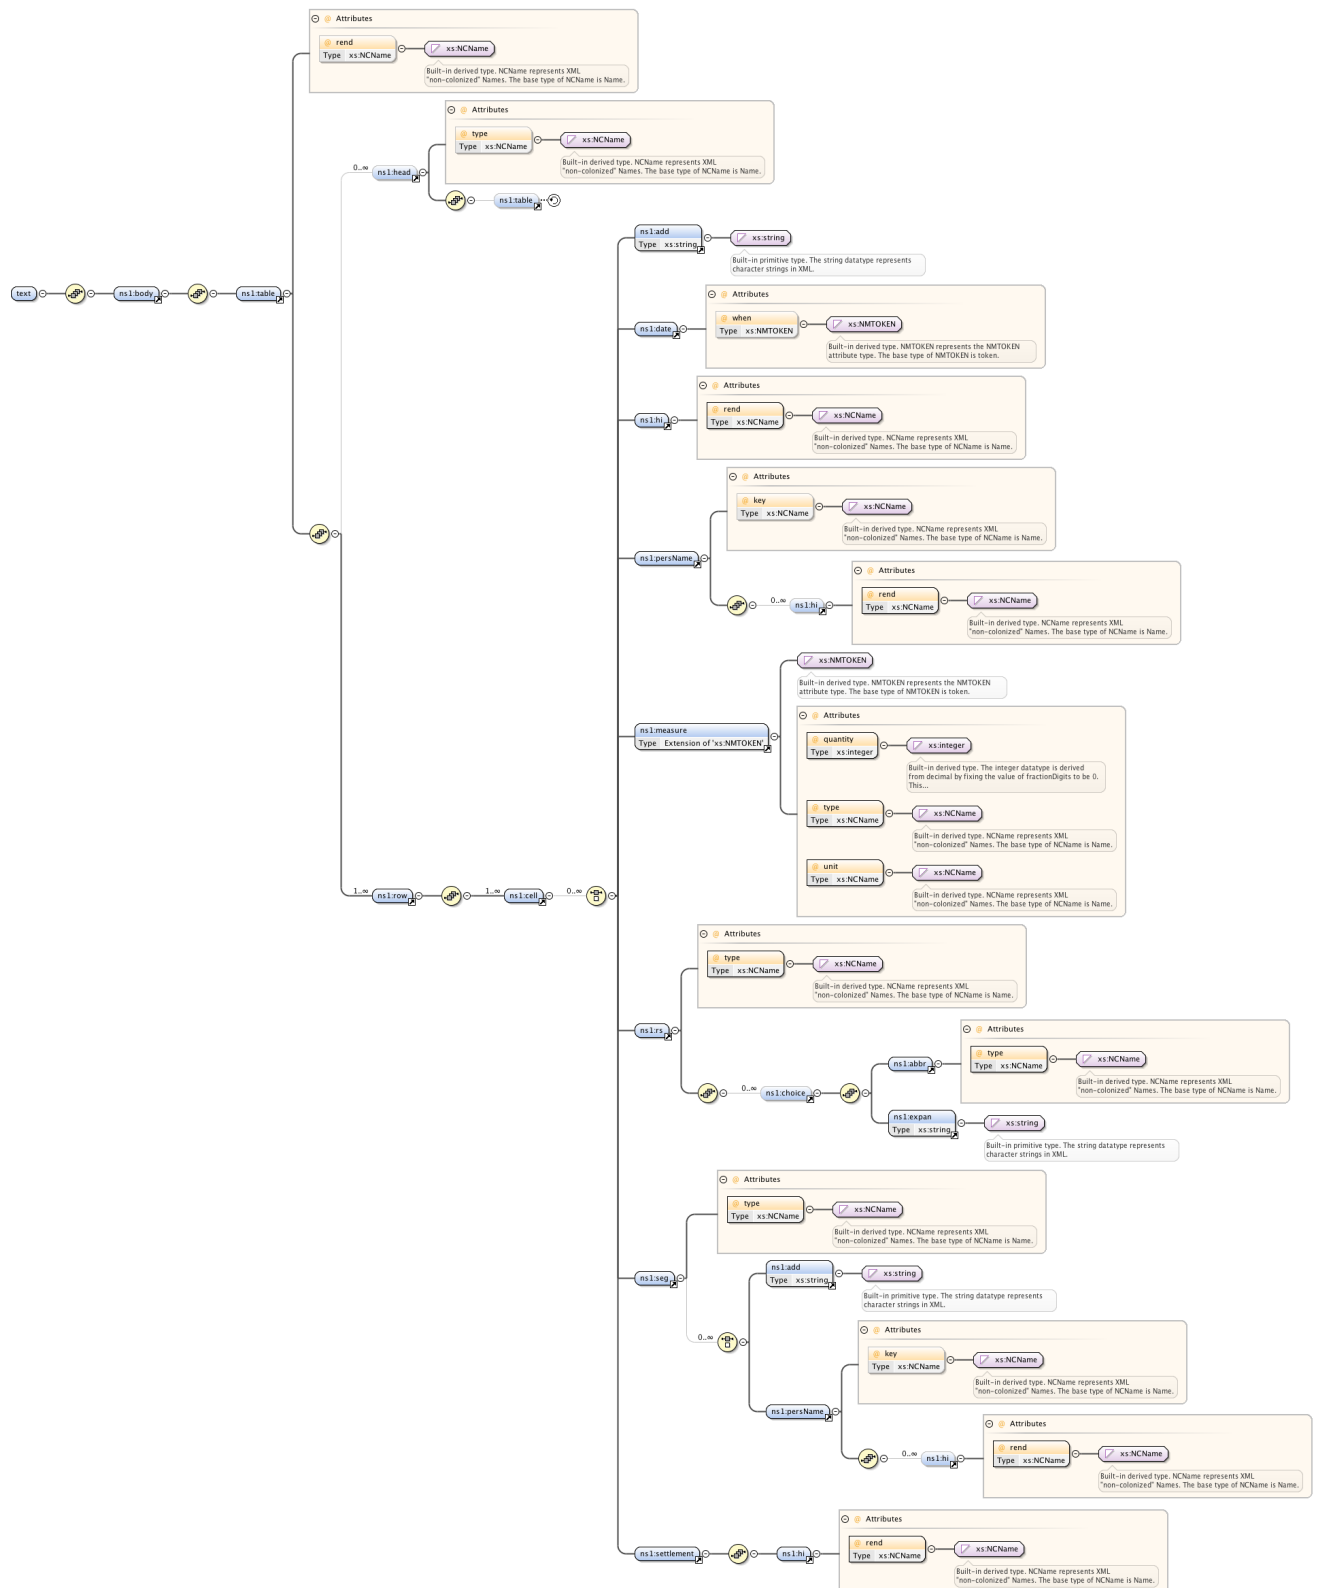 Attributes
rend
Type xs:NCName
xs:NCName
Built-in derived type. NCName represents XML
"non-colonized" Names. The base type of NCName is Name.
Attributes
type
Type xs:NCName
xs:NCName
Built-in derived type. NCName represents XML
"non-colonized" Names. The base type of NCName is Name.
0..∞
ns1:head
ns1:table
ns1:add
Type xs:string
xs:string
Built-in primitive type. The string datatype represents
character strings in XML.
text
ns1:body
ns1:table
Attributes
when
Type xs:NMTOKEN
xs:NMTOKEN
Built-in derived type. NMTOKEN represents the NMTOKEN
attribute type. The base type of NMTOKEN is token.
ns1:date
Attributes
rend
Type xs:NCName
xs:NCName
Built-in derived type. NCName represents XML
"non-colonized" Names. The base type of NCName is Name.
ns1:hi
Attributes
key
Type xs:NCName
xs:NCName
Built-in derived type. NCName represents XML
"non-colonized" Names. The base type of NCName is Name.
ns1:persName
Attributes
rend
Type xs:NCName
xs:NCName
Built-in derived type. NCName represents XML
"non-colonized" Names. The base type of NCName is Name.
0..∞
ns1:hi
xs:NMTOKEN
Built-in derived type. NMTOKEN represents the NMTOKEN
attribute type. The base type of NMTOKEN is token.
ns1:measure
Type Extension of 'xs:NMTOKEN'
Attributes
quantity
Type xs:integer
xs:integer
Built-in derived type. The integer datatype is derived
from decimal by fixing the value of fractionDigits to be 0.
This...
type
Type xs:NCName
xs:NCName
Built-in derived type. NCName represents XML
"non-colonized" Names. The base type of NCName is Name.
unit
Type xs:NCName
xs:NCName
Built-in derived type. NCName represents XML
"non-colonized" Names. The base type of NCName is Name.
1..∞
ns1:row
1..∞
ns1:cell
0..∞
Attributes
type
Type xs:NCName
xs:NCName
Built-in derived type. NCName represents XML
"non-colonized" Names. The base type of NCName is Name.
ns1:rs
0..∞
ns1:choice
ns1:abbr
Attributes
type
Type xs:NCName
xs:NCName
Built-in derived type. NCName represents XML
"non-colonized" Names. The base type of NCName is Name.
ns1:expan
Type xs:string
xs:string
Built-in primitive type. The string datatype represents
character strings in XML.
Attributes
type
Type xs:NCName
xs:NCName
Built-in derived type. NCName represents XML
"non-colonized" Names. The base type of NCName is Name.
ns1:seg
0..∞
ns1:add
Type xs:string
xs:string
Built-in primitive type. The string datatype represents
character strings in XML.
Attributes
key
Type xs:NCName
xs:NCName
Built-in derived type. NCName represents XML
"non-colonized" Names. The base type of NCName is Name.
ns1:persName
0..∞
ns1:hi
Attributes
rend
Type xs:NCName
xs:NCName
Built-in derived type. NCName represents XML
"non-colonized" Names. The base type of NCName is Name.
ns1:settlement
ns1:hi
Attributes
rend
Type xs:NCName
xs:NCName
Built-in derived type. NCName represents XML
"non-colonized" Names. The base type of NCName is Name.